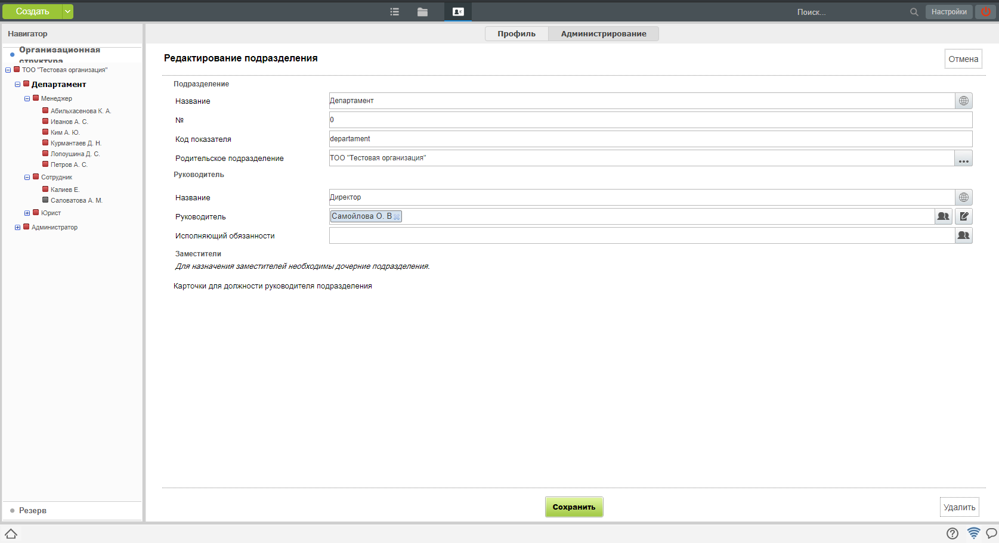 Создать
Поиск...
Настройки
Навигатор
Профиль
Администрирование
Организационная
структура
ТОО "Тестовая организация"
Департамент
Менеджер
Абильхасенова К. А.
Иванов А. С.
Ким А. Ю.
Курмантаев Д. Н.
Лопоушина Д. С.
Петров А. С.
Сотрудник
Калиев Е.
Саловатова А. М.
Юрист
Администратор
Резерв
Редактирование подразделения
Отмена
Подразделение
Название
Департамент
№
0
Код показателя
departament
Родительское подразделение
ТОО "Тестовая организация"
...
Руководитель
Название
Директор
Руководитель
Самойлова О. В
Исполняющий обязанности
Заместители
Для назначения заместителей необходимы дочерние подразделения.
Карточки для должности руководителя подразделения
Сохранить
Удалить